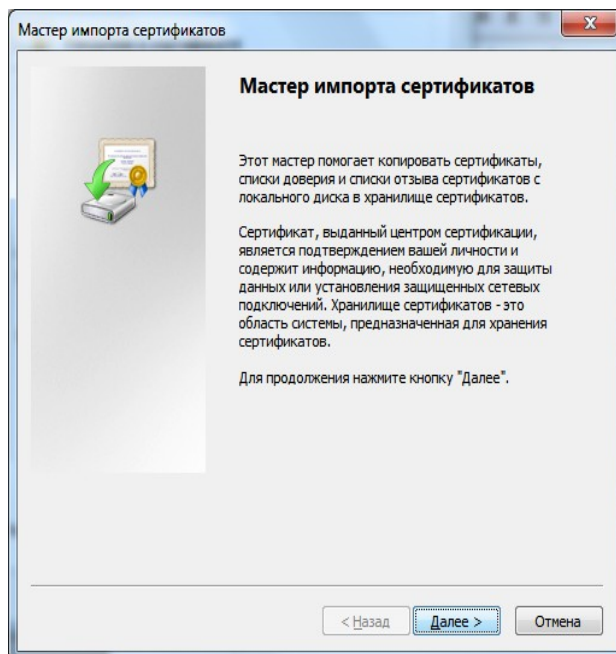 Мастер импорта сертификатов
X
Мастер импорта сертификатов
Этот мастер помогает копировать сертификаты,
списки доверия и списки отзыва сертификатов с
локального диска в хранилище сертификатов.
Сертификат, выданный центром сертификации,
является подтверждением вашей личности и
содержит информацию, необходимую для защиты
данных или установления защищенных сетевых
подключений. Хранилище сертификатов - это
область системы, предназначенная для хранения
сертификатов.
Для продолжения нажмите кнопку "Далее".
< Назад Далее > Отмена